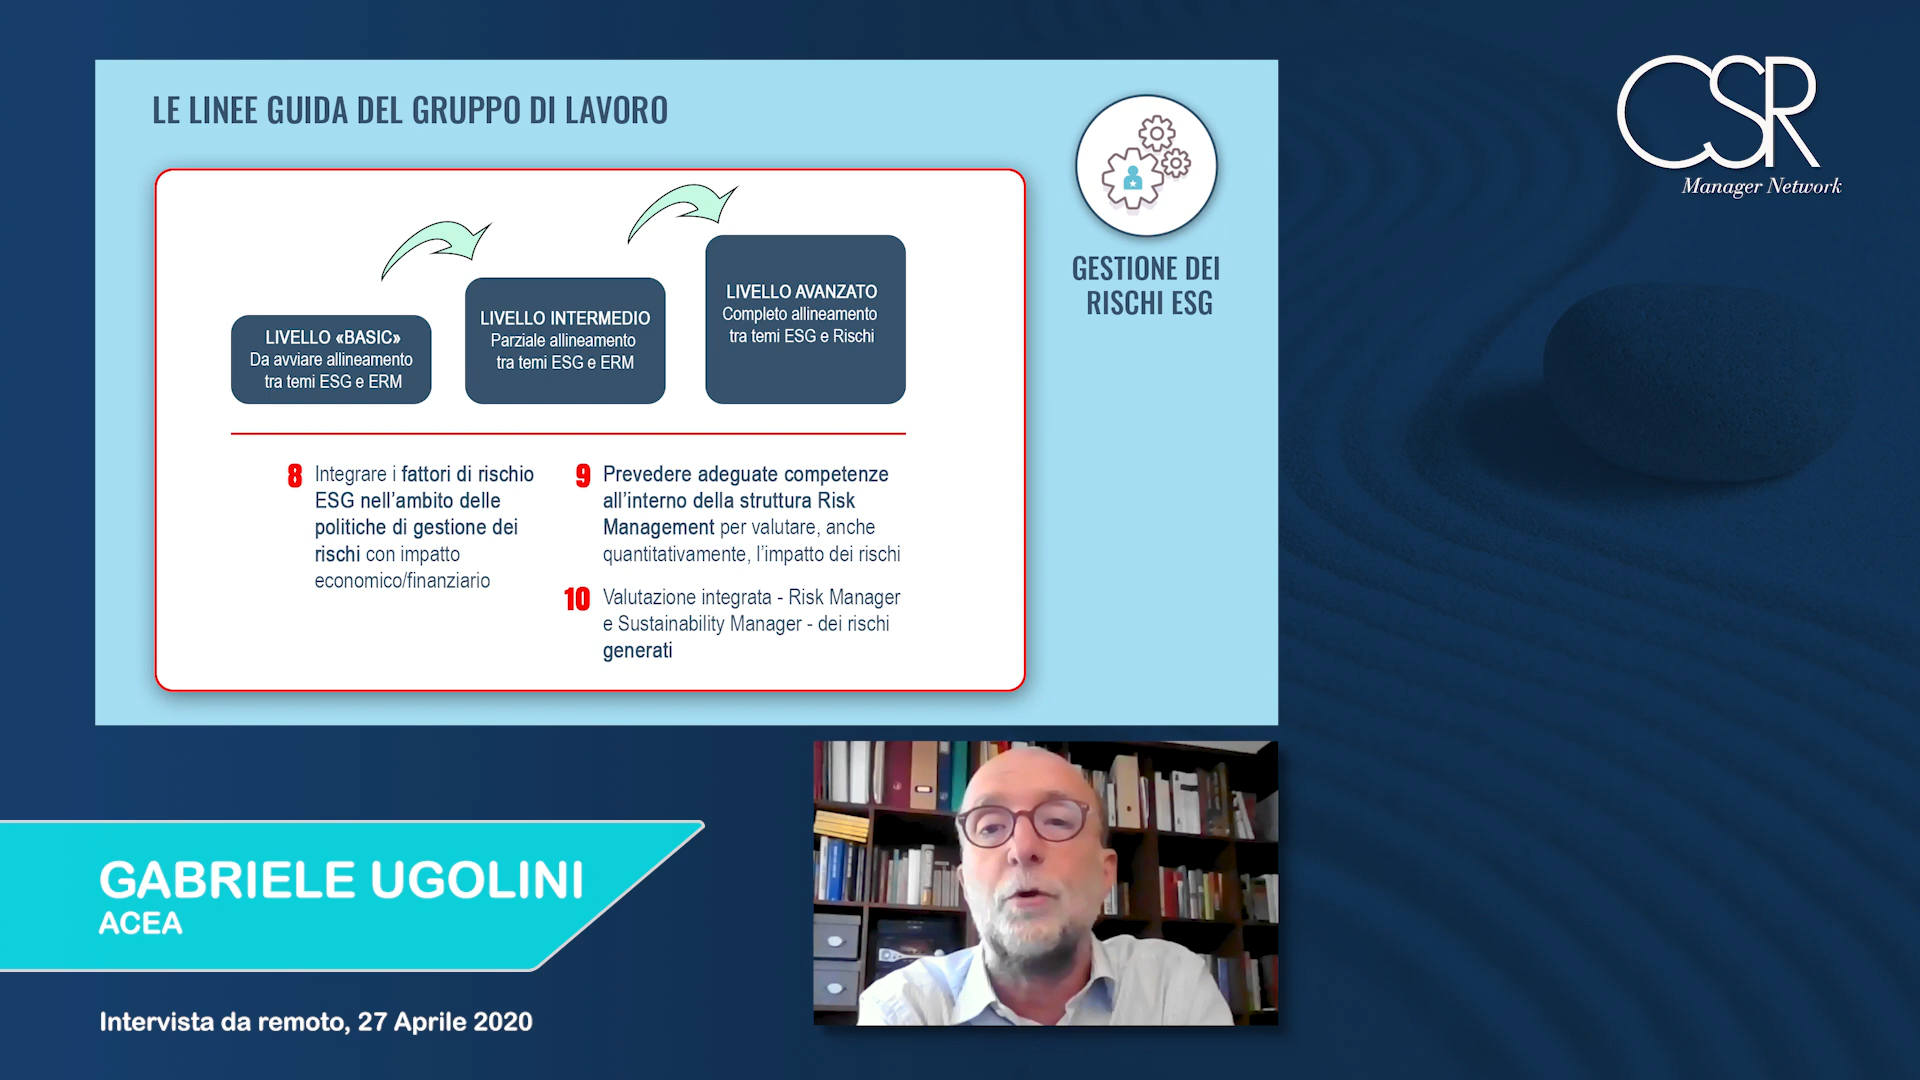 LE LINEE GUIDA DEL GRUPPO DI LAVORO
CSR
Manager Network
GESTIONE DEI
RISCHI ESG
LIVELLO «BASIC»
Da avviare allineamento
tra temi ESG e ERM
LIVELLO INTERMEDIO
Parziale allineamento
tra temi ESG e ERM
LIVELLO AVANZATO
Completo allineamento
tra temi ESG e Rischi
8 Integrare i fattori di rischio
ESG nell'ambito delle
politiche di gestione dei
rischi con impatto
economico/finanziario
9 Prevedere adeguate competenze
all'interno della struttura Risk
Management per valutare, anche
quantitativamente, l'impatto dei rischi
10 Valutazione integrata - Risk Manager
e Sustainability Manager - dei rischi
generati
GABRIELE UGOLINI
ACEA
Intervista da remoto, 27 Aprile 2020